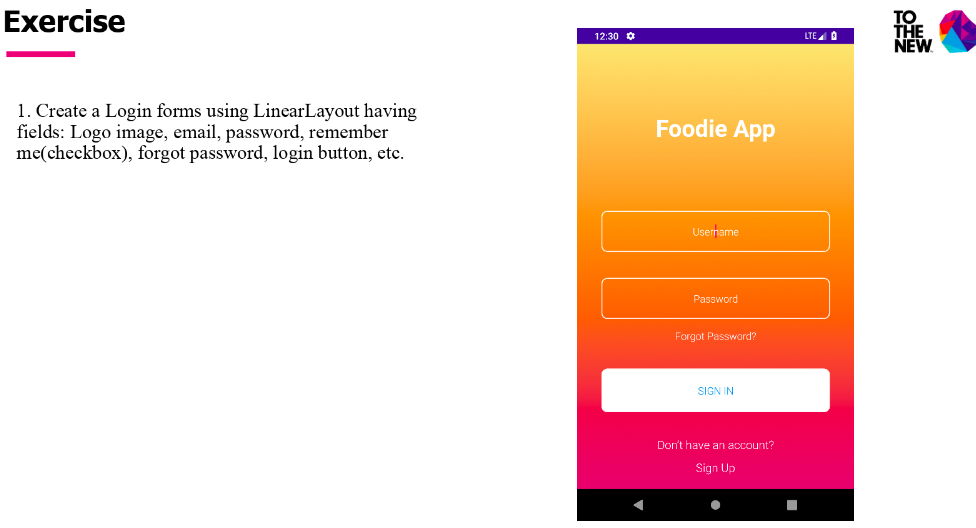 Exercise
TO
THE
NEW
1. Create a Login forms using LinearLayout having
fields: Logo image, email, password, remember
me(checkbox), forgot password, login button, etc.
12:30
LTE
Foodie App
Username
Password
Forgot Password?
SIGN IN
Don't have an account?
Sign Up